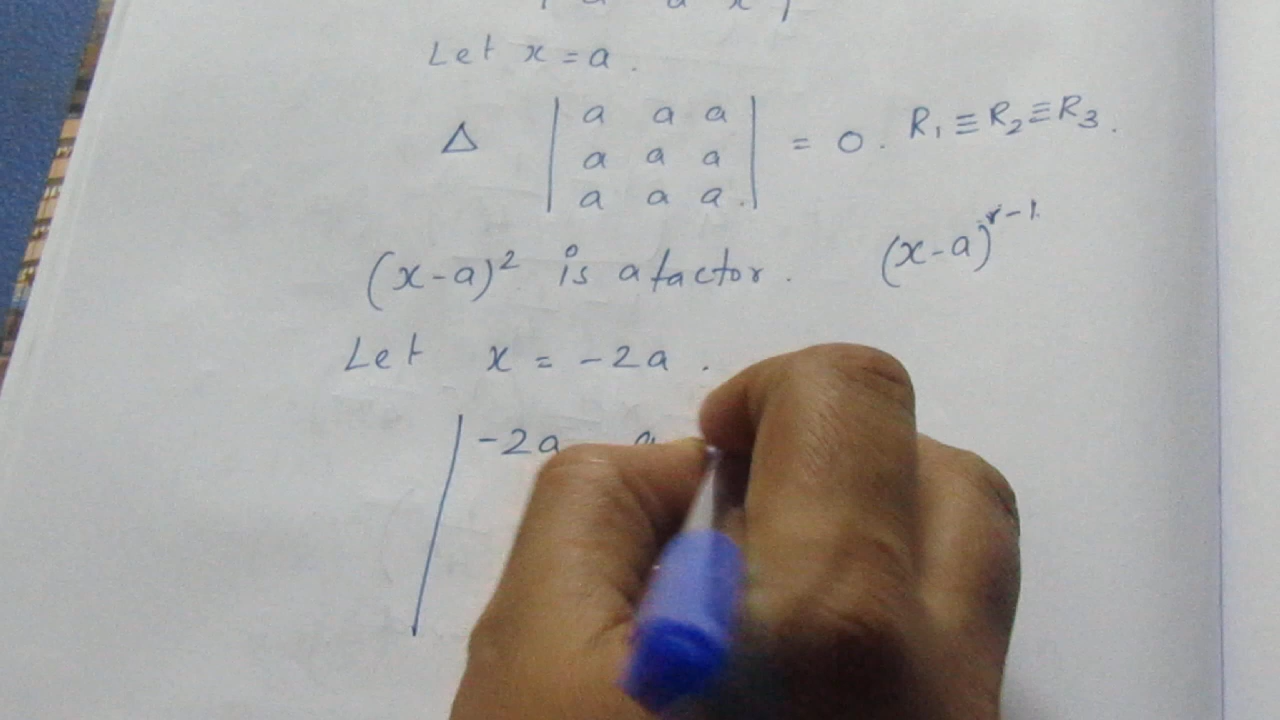 | a a x |
Let x = a .
Δ | a a a | = 0 . R₁ ≡ R₂ ≡ R₃ .
| a a a |
| a a a . |
(x-a)² is a factor . (x-a)^r-1 .
Let x = -2a .
| -2a a